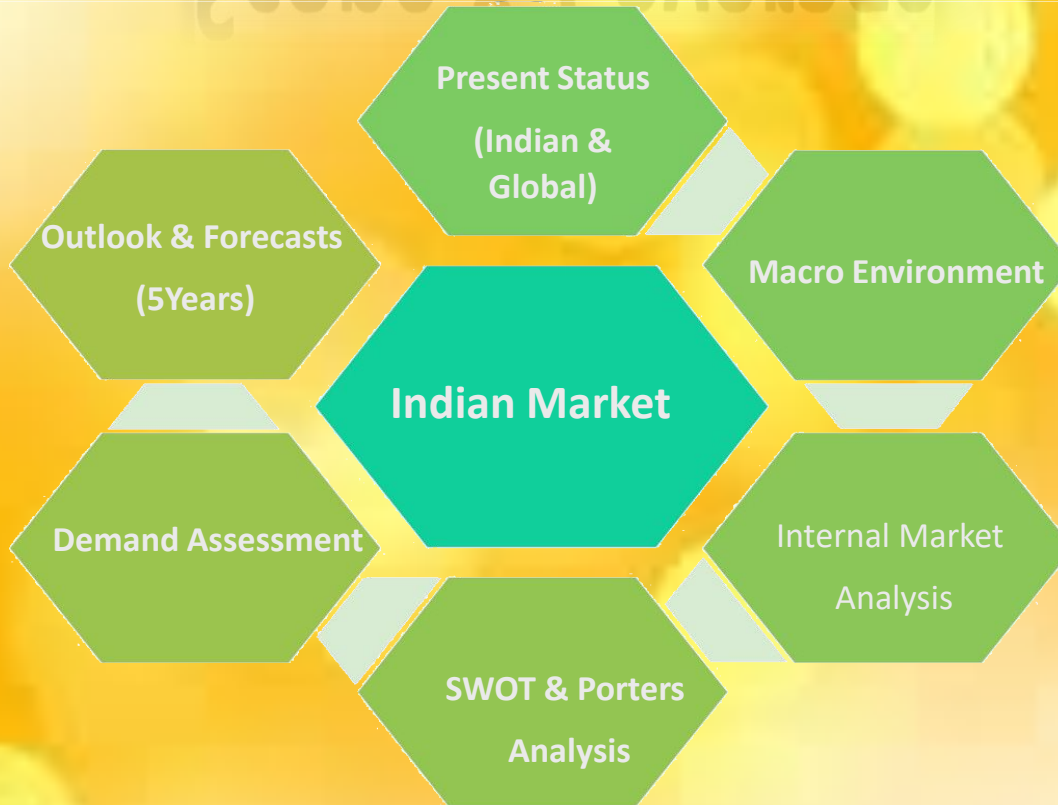 Present Status
(Indian &
Global)
Macro Environment
Internal Market
Analysis
SWOT & Porters
Analysis
Demand Assessment
Outlook & Forecasts
(5Years)
Indian Market